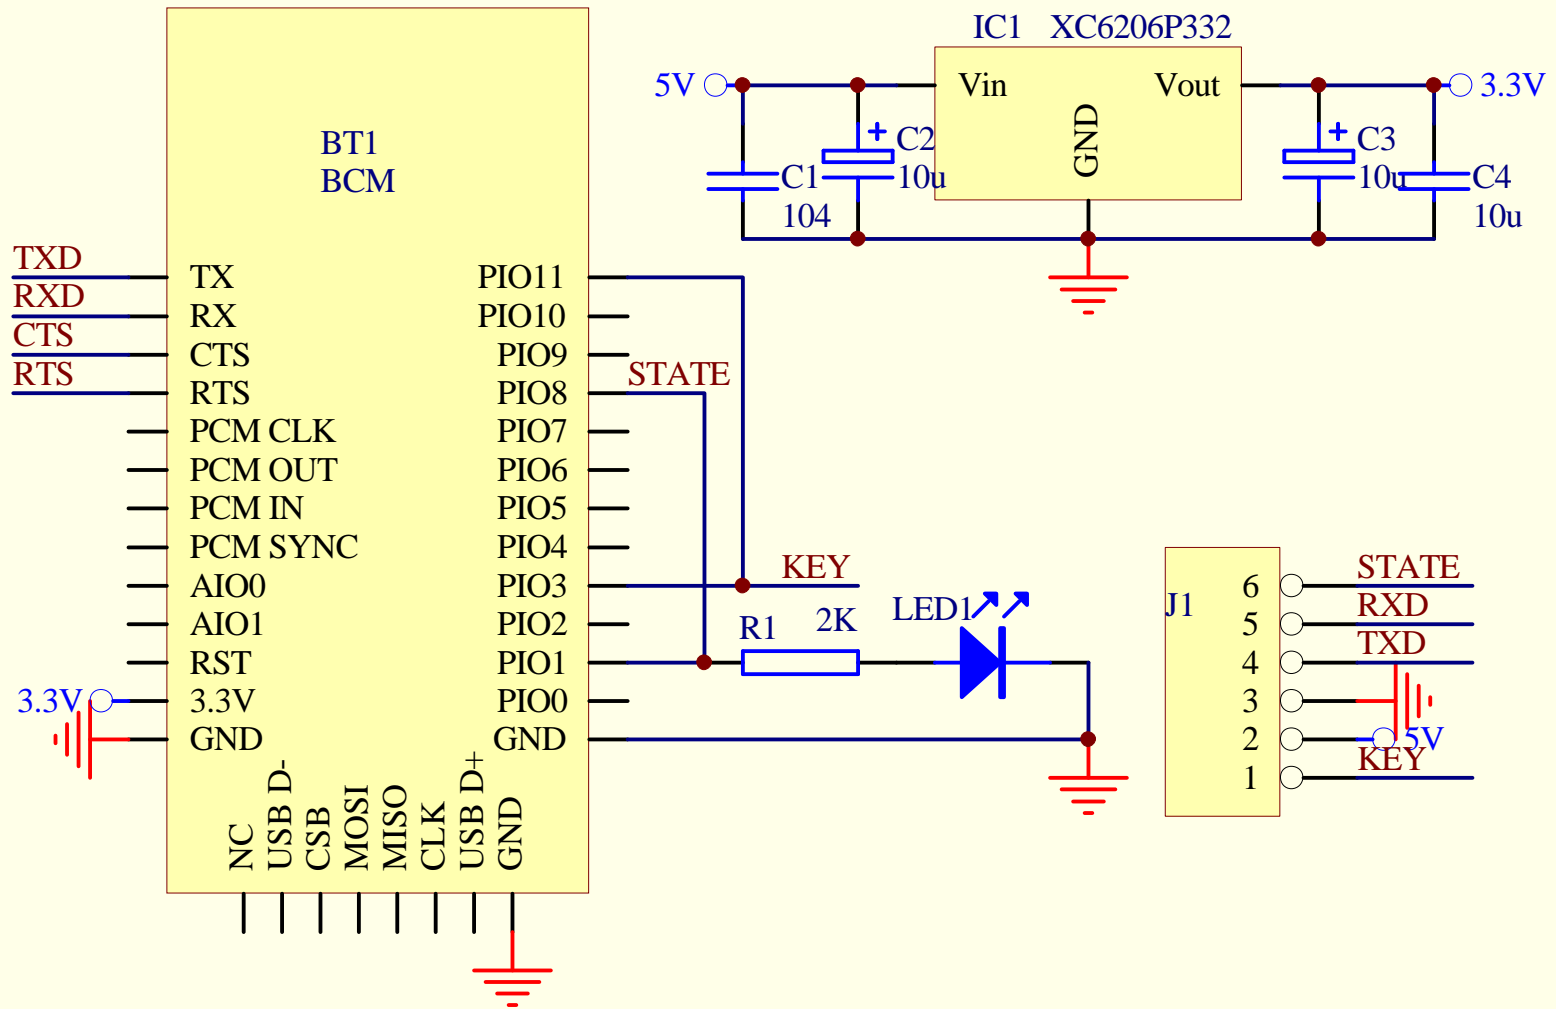 BT1
BCM
TXD
RXD
CTS
RTS
TX
RX
CTS
RTS
PCM CLK
PCM OUT
PCM IN
PCM SYNC
AIO0
AIO1
RST
3.3V
3.3V
GND
PIO11
PIO10
PIO9
PIO8
PIO7
PIO6
PIO5
PIO4
PIO3
PIO2
PIO1
PIO0
GND
NC
USB D-
CSB
MOSI
MISO
CLK
USB D+
GND
STATE
KEY
R1
2K
LED1
IC1 XC6206P332
5V
Vin
Vout
GND
3.3V
C1
104
C2
10u
C3
10u
C4
10u
J1
6
5
4
3
2
1
STATE
RXD
TXD
5V
KEY